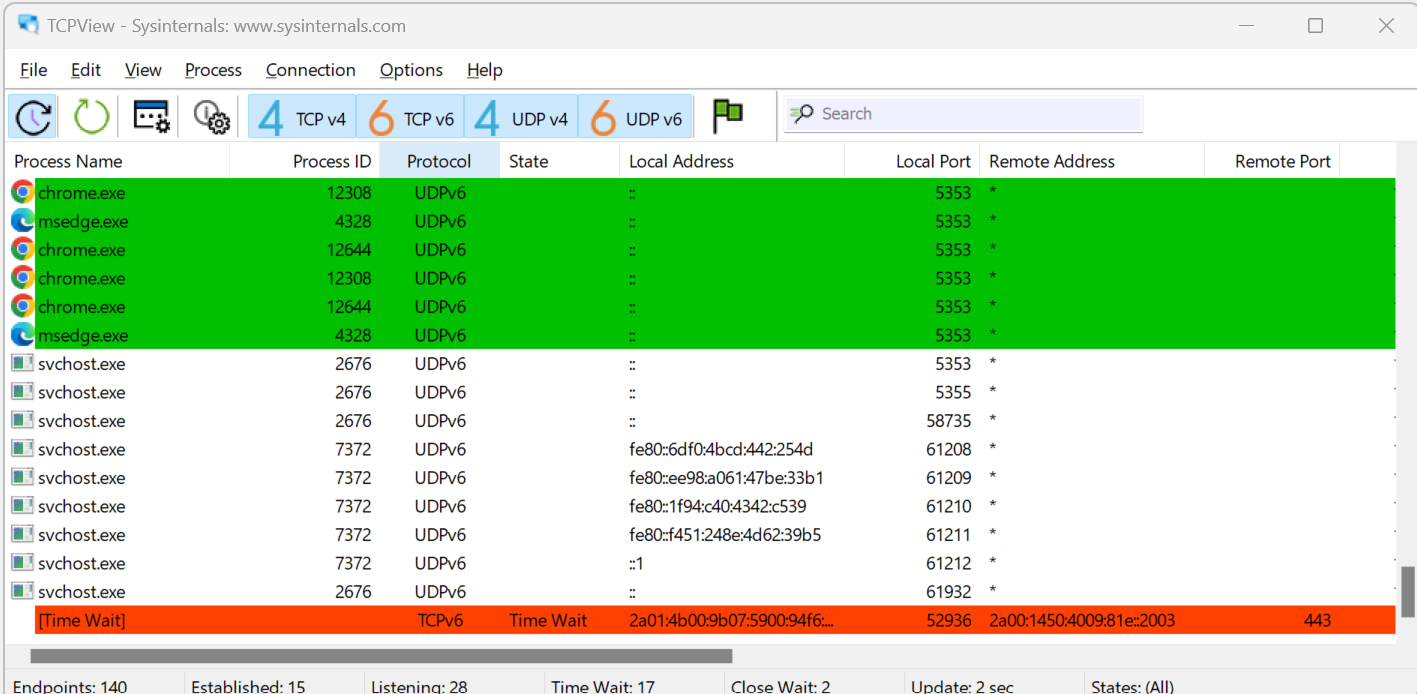 TCPView - Sysinternals: www.sysinternals.com
File Edit View Process Connection Options Help
4 TCP v4 6 TCP v6 4 UDP v4 6 UDP v6 Search
Process Name Process ID Protocol State Local Address Local Port Remote Address Remote Port
chrome.exe 12308 UDPv6 :: 5353 *
msedge.exe 4328 UDPv6 :: 5353 *
chrome.exe 12644 UDPv6 :: 5353 *
chrome.exe 12308 UDPv6 :: 5353 *
chrome.exe 12644 UDPv6 :: 5353 *
msedge.exe 4328 UDPv6 :: 5353 *
svchost.exe 2676 UDPv6 :: 5353 *
svchost.exe 2676 UDPv6 :: 5355 *
svchost.exe 2676 UDPv6 :: 58735 *
svchost.exe 7372 UDPv6 fe80::6df0:4bcd:442:254d 61208 *
svchost.exe 7372 UDPv6 fe80::ee98:a061:47be:33b1 61209 *
svchost.exe 7372 UDPv6 fe80::1f94:c40:4342:c539 61210 *
svchost.exe 7372 UDPv6 fe80::f451:248e:4d62:39b5 61211 *
svchost.exe 7372 UDPv6 ::1 61212 *
svchost.exe 2676 UDPv6 :: 61932 *
[Time Wait] TCPv6 Time Wait 2a01:4b00:9b07:5900:94f6:... 52936 2a00:1450:4009:81e::2003 443
Endpoints: 140 Established: 15 Listening: 28 Time Wait: 17 Close Wait: 2 Update: 2 sec States: (All)